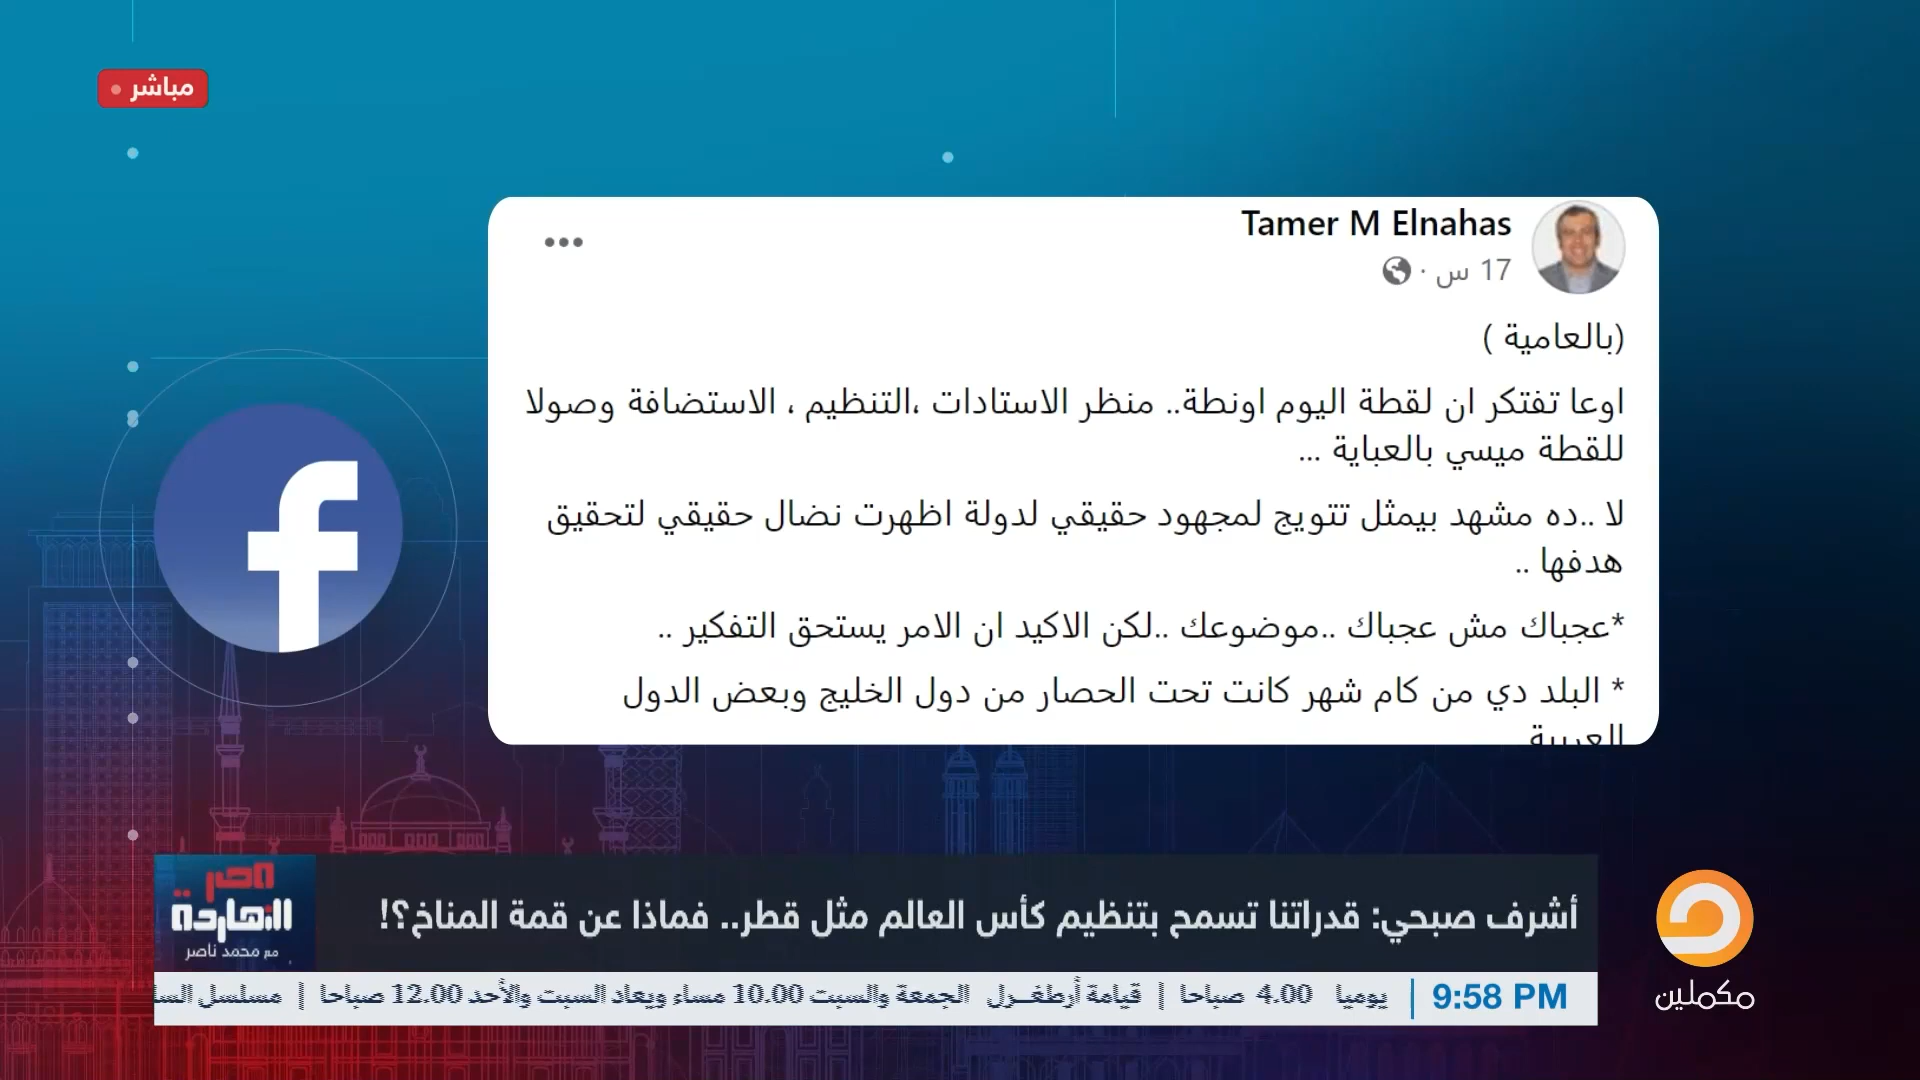 مباشر
Tamer M Elnahas
17 س ·
(بالعامية )
اوعا تفتكر ان لقطة اليوم اونطة.. منظر الاستادات ،التنظيم ، الاستضافة وصولا
للقطة ميسي بالعباية ...
لا ..ده مشهد بيمثل تتويج لمجهود حقيقي لدولة اظهرت نضال حقيقي لتحقيق
هدفها ..
*عجباك مش عجباك ..موضوعك ..لكن الاكيد ان الامر يستحق التفكير ..
* البلد دي من كام شهر كانت تحت الحصار من دول الخليج وبعض الدول
العربية
أشرف صبحي: قدراتنا تسمح بتنظيم كأس العالم مثل قطر.. فماذا عن قمة المناخ؟!
مصر
النهاردة
مع محمد ناصر
9:58 PM | يوميا 4.00 صباحا | قيامة أرطغـرل الجمعة والسبت 10.00 مساء ويعاد السبت والأحد 12.00 صباحا | مسلسل
مكملين